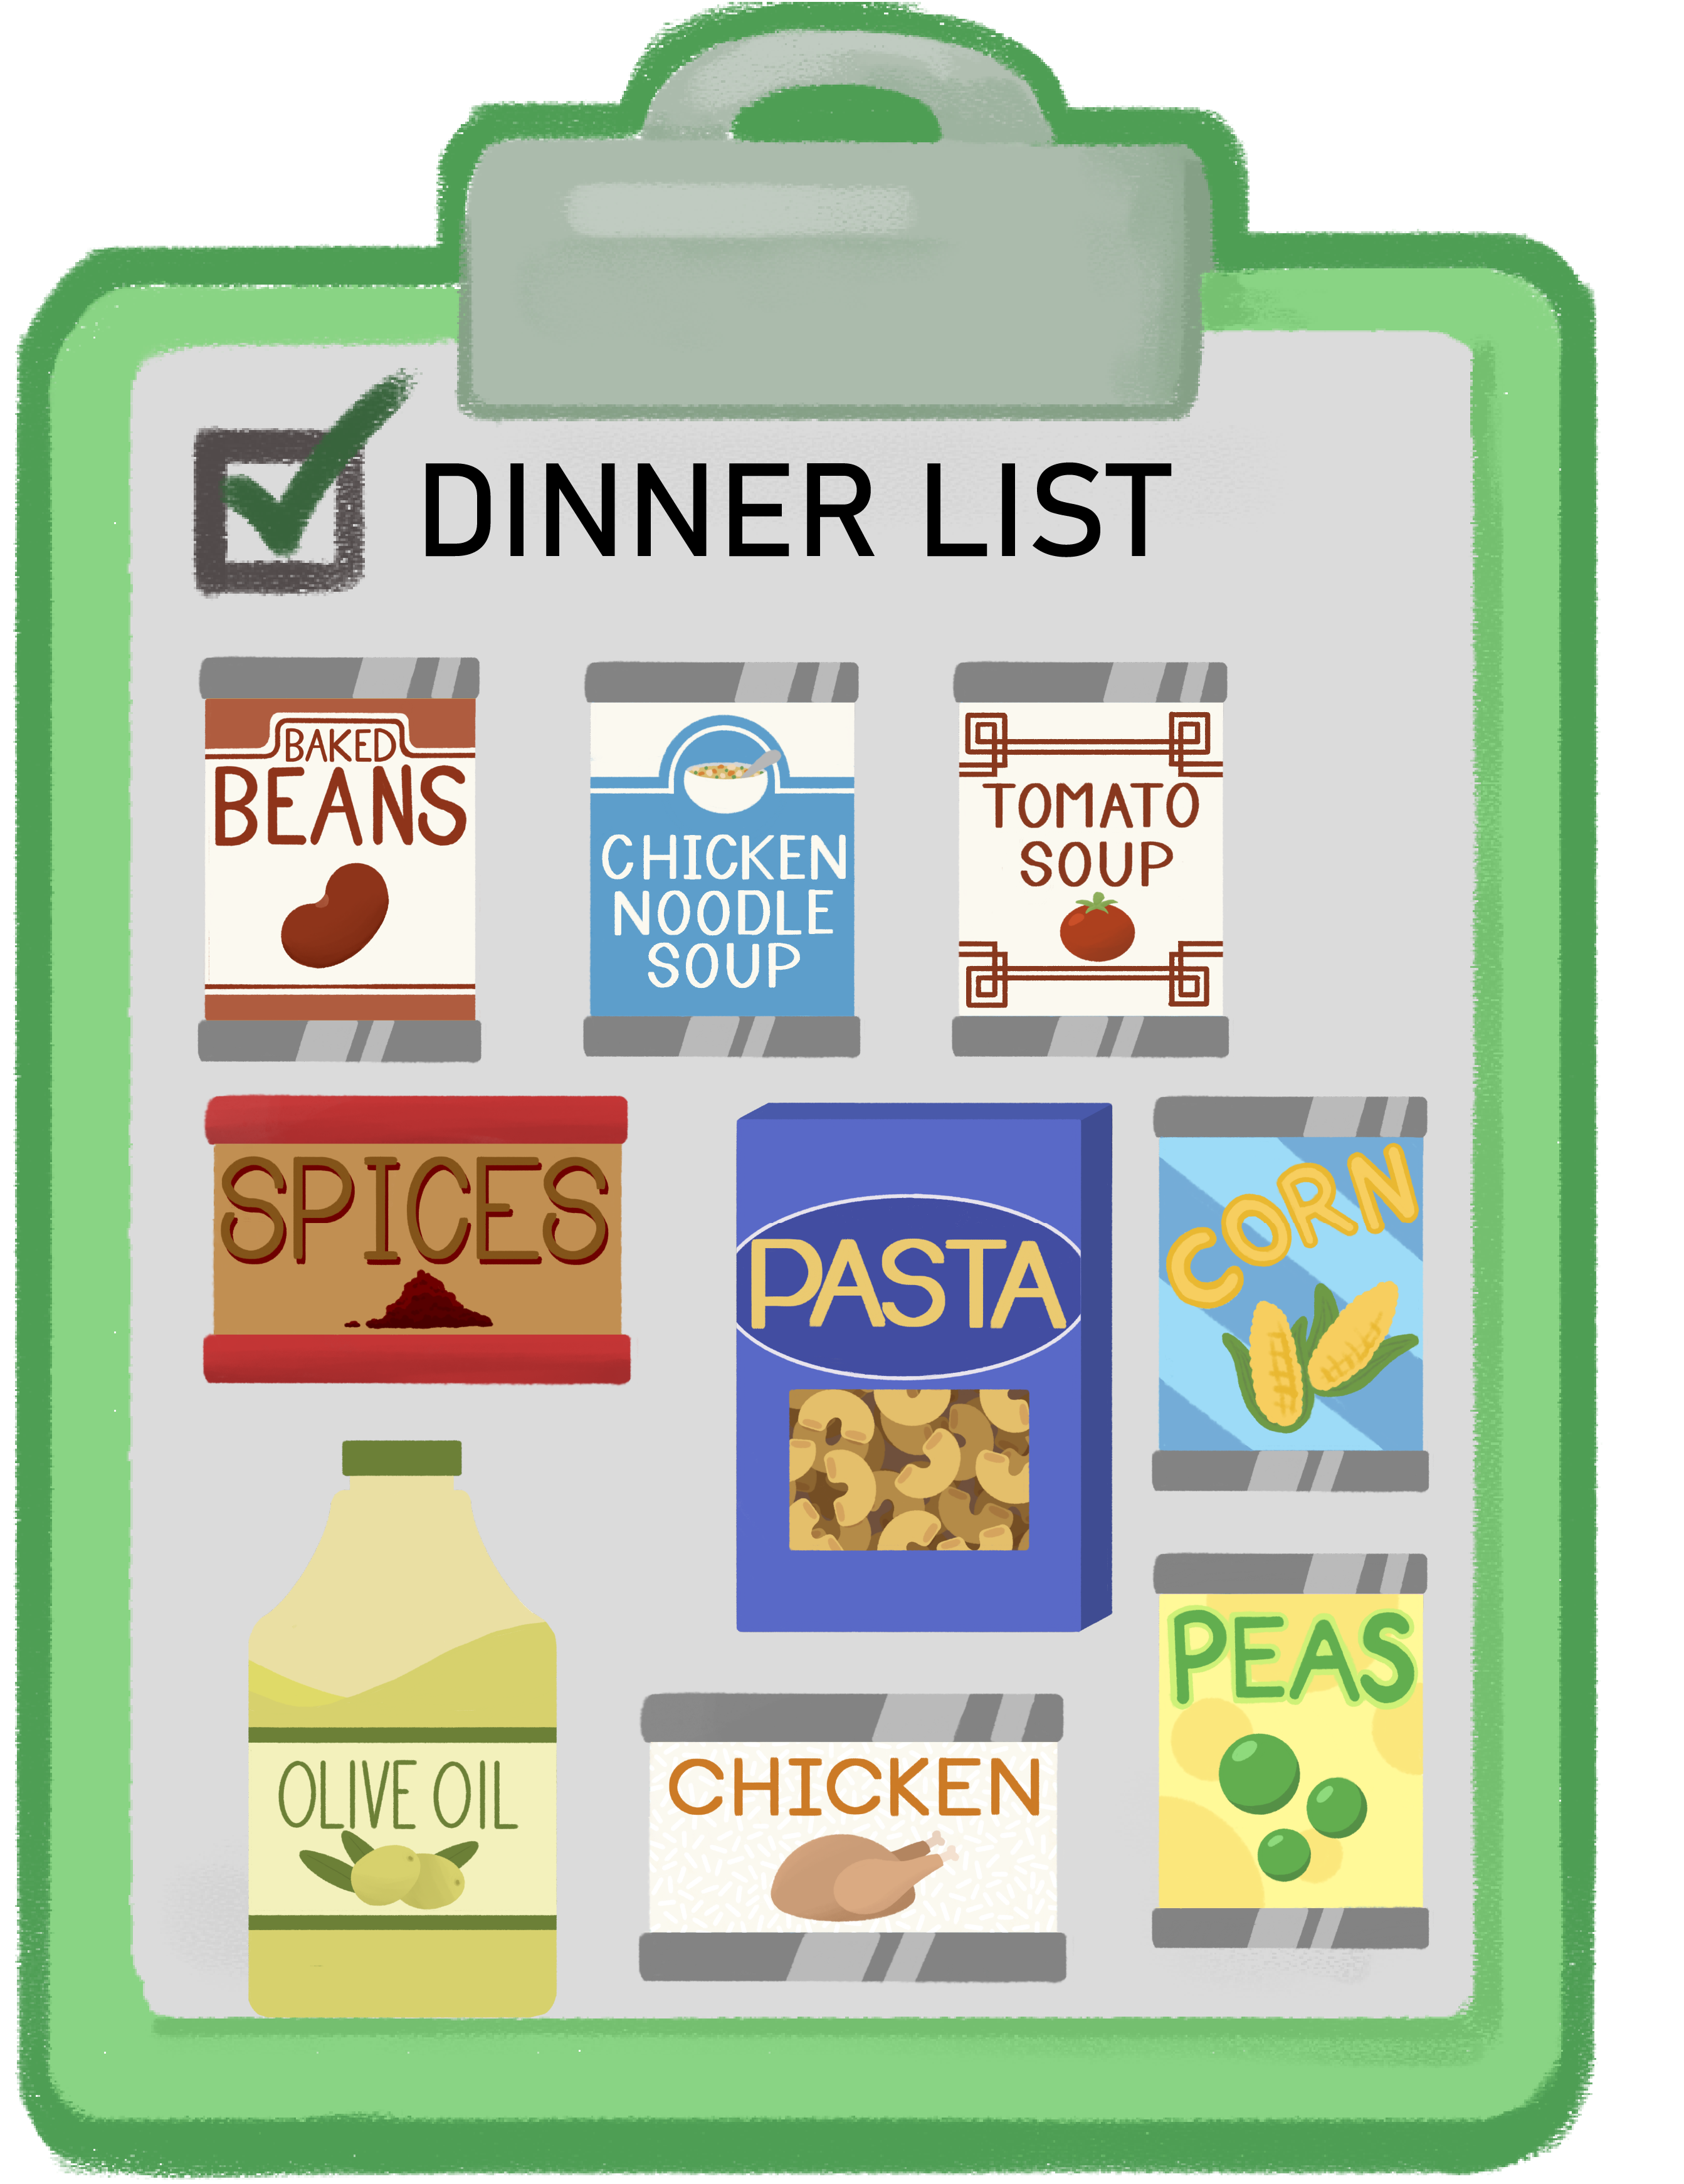 DINNER LIST
BAKED
BEANS
CHICKEN
NOODLE
SOUP
TOMATO
SOUP
SPICES
PASTA
CORN
OLIVE OIL
CHICKEN
PEAS